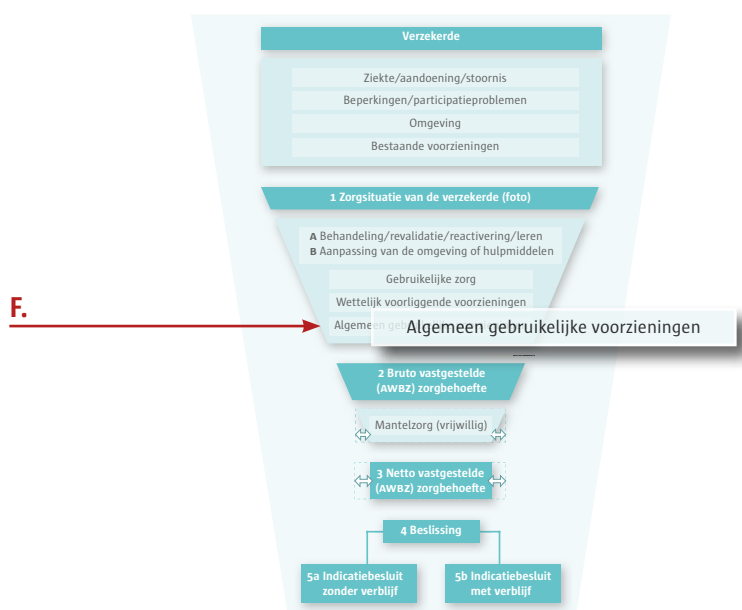 Verzekerde
Ziekte/aandoening/stoornis
Beperkingen/participatieproblemen
Omgeving
Bestaande voorzieningen
1 Zorgsituatie van de verzekerde (foto)
A Behandeling/revalidatie/reactivering/leren
B Aanpassing van de omgeving of hulpmiddelen
Gebruikelijke zorg
Wettelijk voorliggende voorzieningen
F.
Algemeen
Algemeen gebruikelijke voorzieningen
2 Bruto vastgestelde
(AWBZ) zorgbehoefte
Mantelzorg (vrijwillig)
3 Netto vastgestelde
(AWBZ) zorgbehoefte
4 Beslissing
5a Indicatiebesluit
zonder verblijf
5b Indicatiebesluit
met verblijf